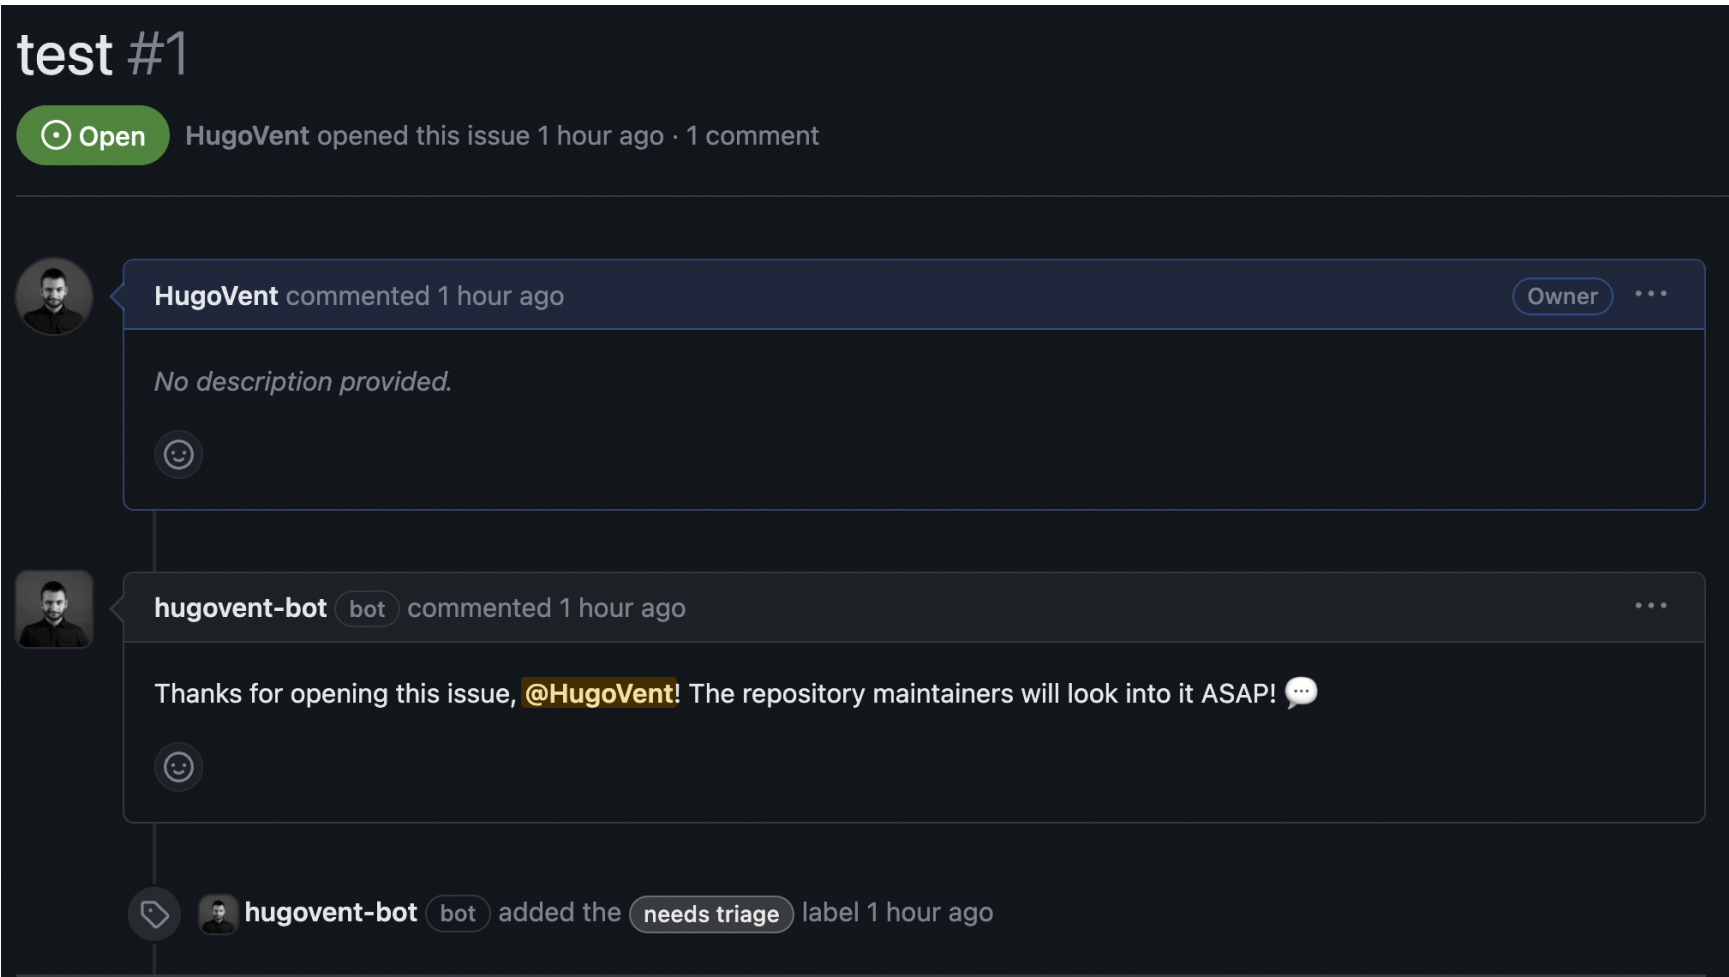 test #1
Open HugoVent opened this issue 1 hour ago · 1 comment
HugoVent commented 1 hour ago Owner ···
No description provided.
hugovent-bot bot commented 1 hour ago ···
Thanks for opening this issue, @HugoVent! The repository maintainers will look into it ASAP! 💬
hugovent-bot bot added the needs triage label 1 hour ago